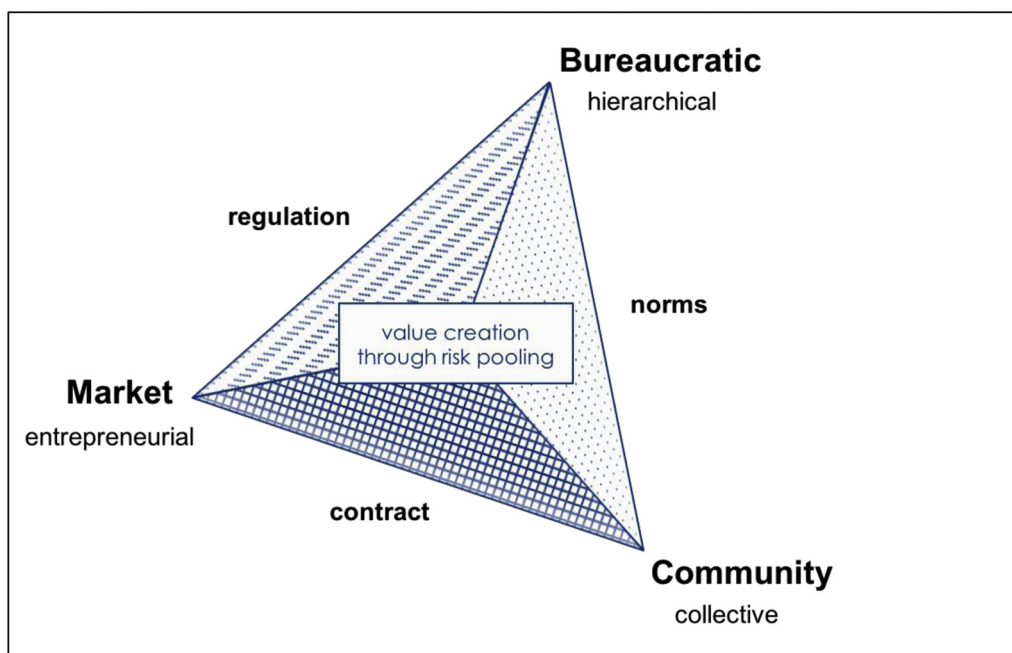 Bureaucratic
hierarchical
regulation
norms
value creation
through risk pooling
Market
entrepreneurial
contract
Community
collective